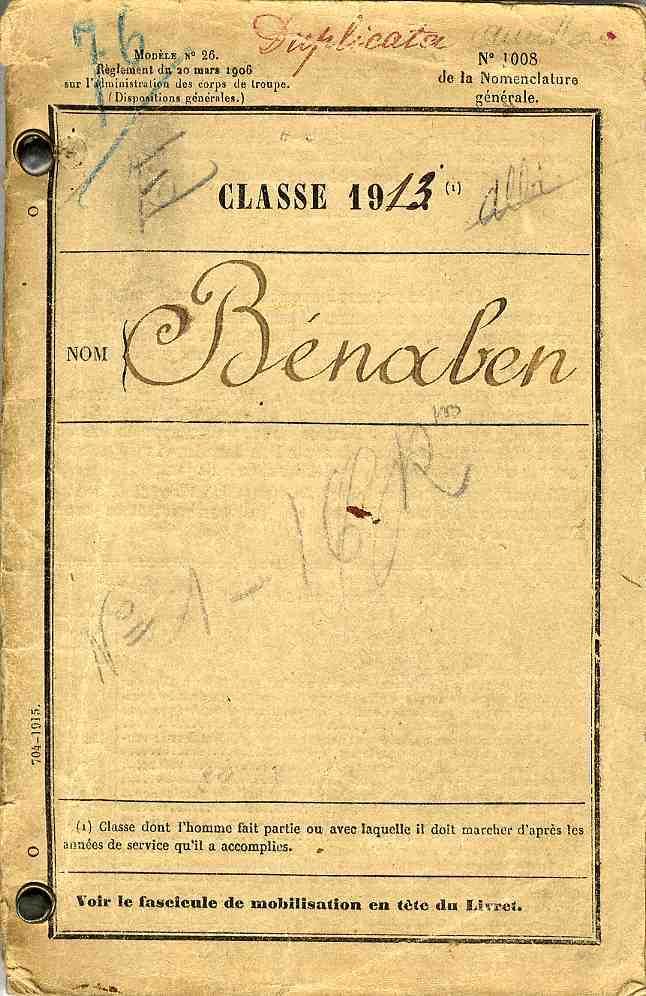 76
Duplicata
MODÈLE N° 26.
Règlement du 20 mars 1906
sur l'administration des corps de troupe.
(Dispositions générales.)
N° 1008
de la Nomenclature
générale.
CLASSE 1913 (1)
Albi
NOM
Bénaben
N° 1 -
704-1915.
(1) Classe dont l'homme fait partie ou avec laquelle il doit marcher d'après les
années de service qu'il a accomplies.
Voir le fascicule de mobilisation en tête du Livret.